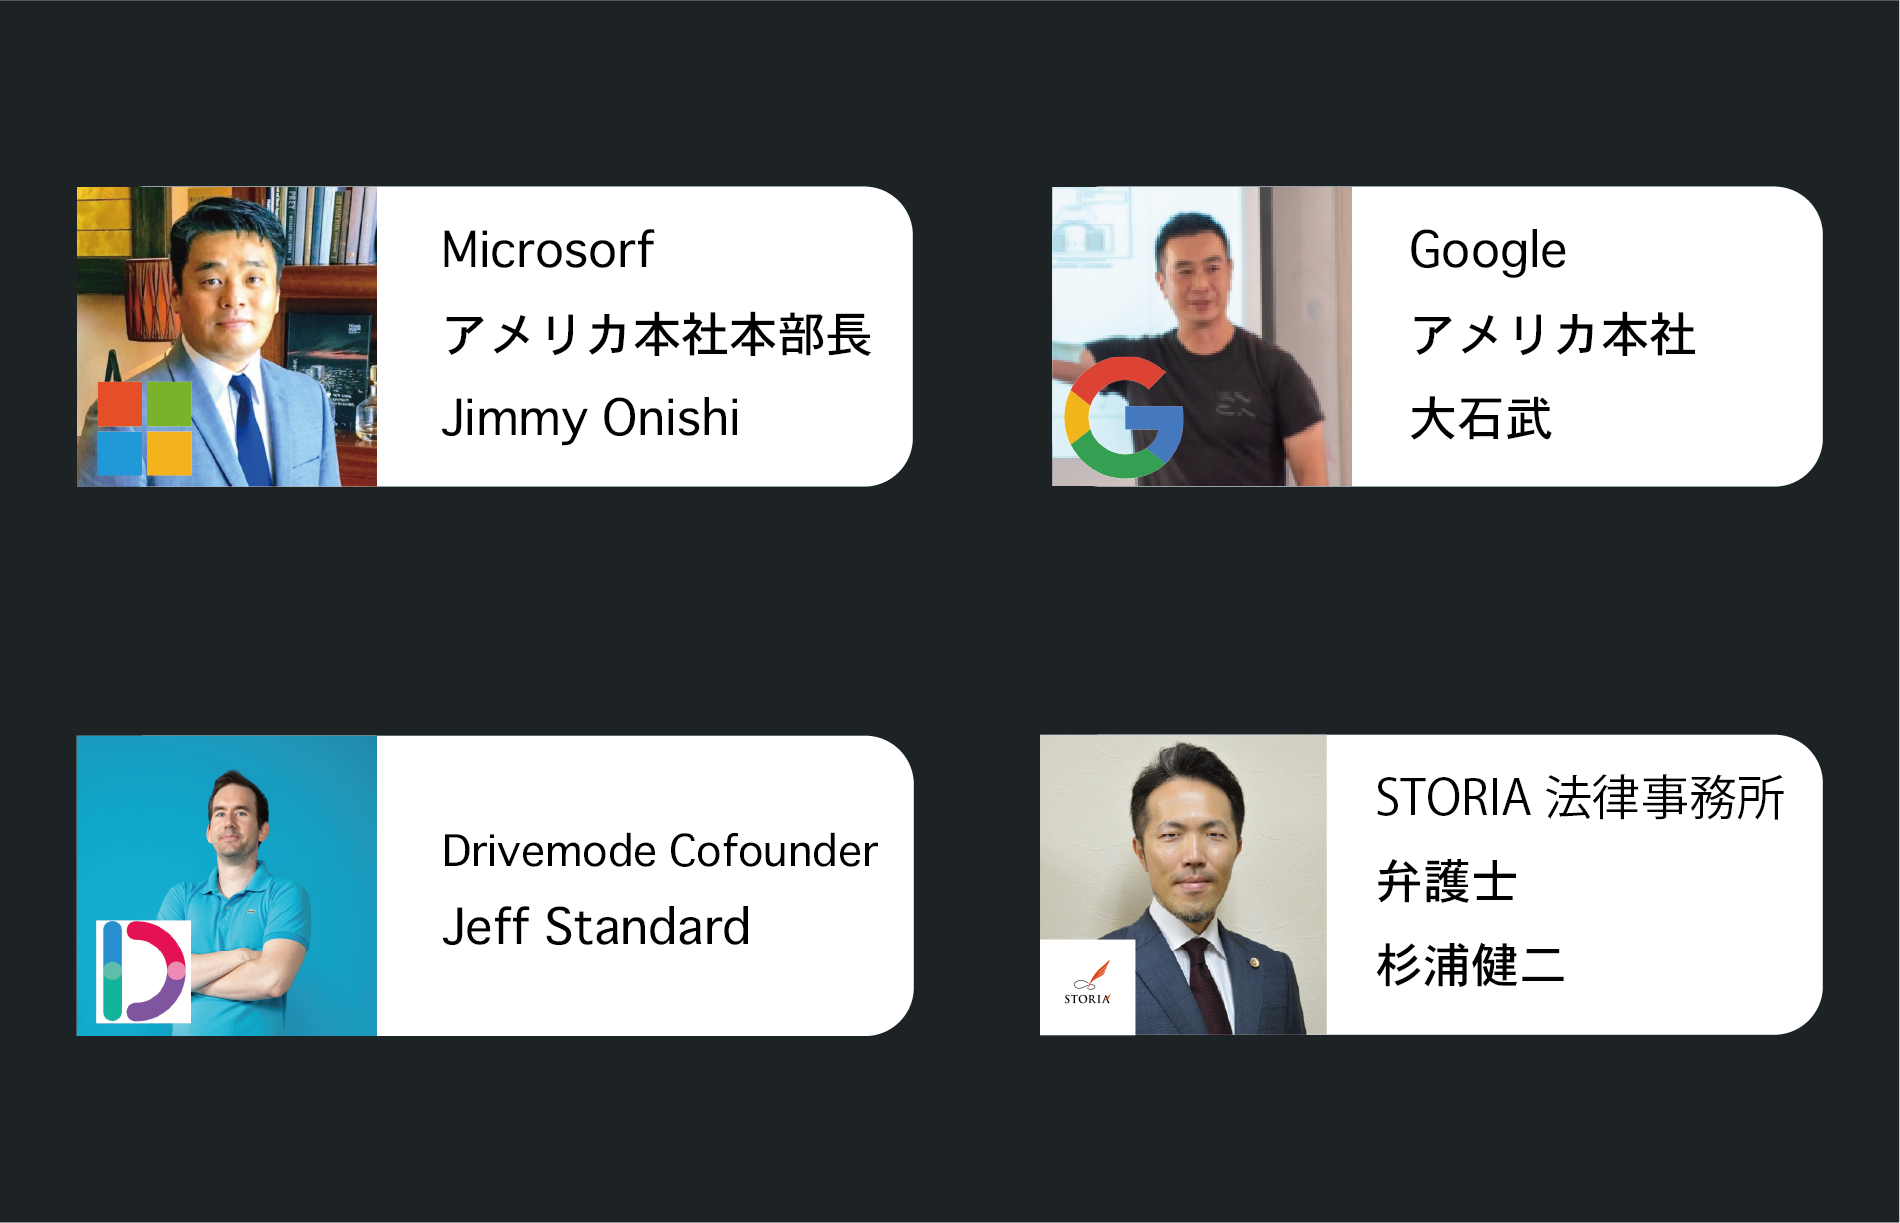 Microsorf
アメリカ本社本部長
Jimmy Onishi
Google
アメリカ本社
大石武
Drivemode Cofounder
Jeff Standard
STORIA 法律事務所
弁護士
杉浦健二
STORIA